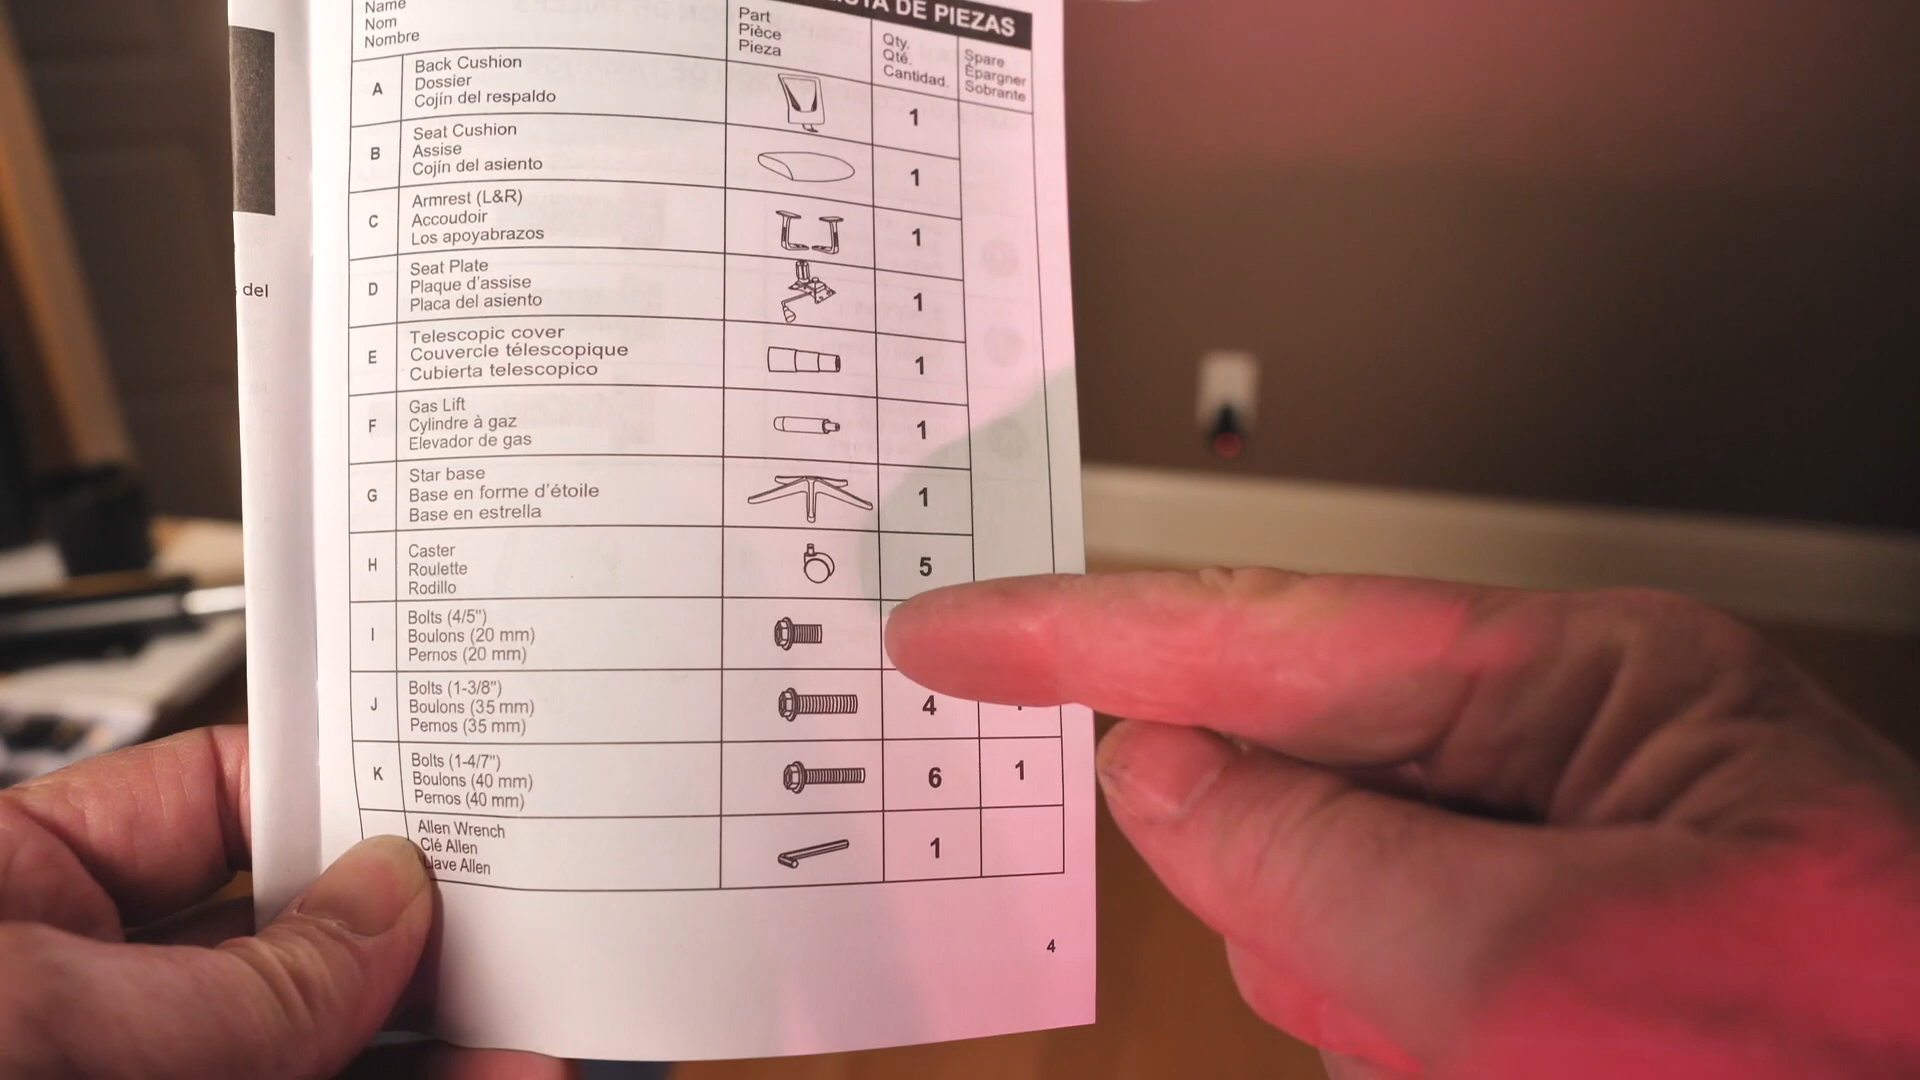 DE PIEZAS
Name
Nom
Nombre
Part
Pièce
Pieza
Qty.
Qté.
Cantidad.
Spare
Épargner
Sobrante
A
Back Cushion
Dossier
Cojín del respaldo
1
B
Seat Cushion
Assise
Cojín del asiento
1
C
Armrest (L&R)
Accoudoir
Los apoyabrazos
1
D
Seat Plate
Plaque d'assise
Placa del asiento
1
E
Telescopic cover
Couvercle télescopique
Cubierta telescopico
1
F
Gas Lift
Cylindre à gaz
Elevador de gas
1
G
Star base
Base en forme d'étoile
Base en estrella
1
H
Caster
Roulette
Rodillo
5
I
Bolts (4/5")
Boulons (20 mm)
Pernos (20 mm)
J
Bolts (1-3/8")
Boulons (35 mm)
Pernos (35 mm)
4
K
Bolts (1-4/7")
Boulons (40 mm)
Pernos (40 mm)
6
1
Allen Wrench
Clé Allen
Llave Allen
1
4
del